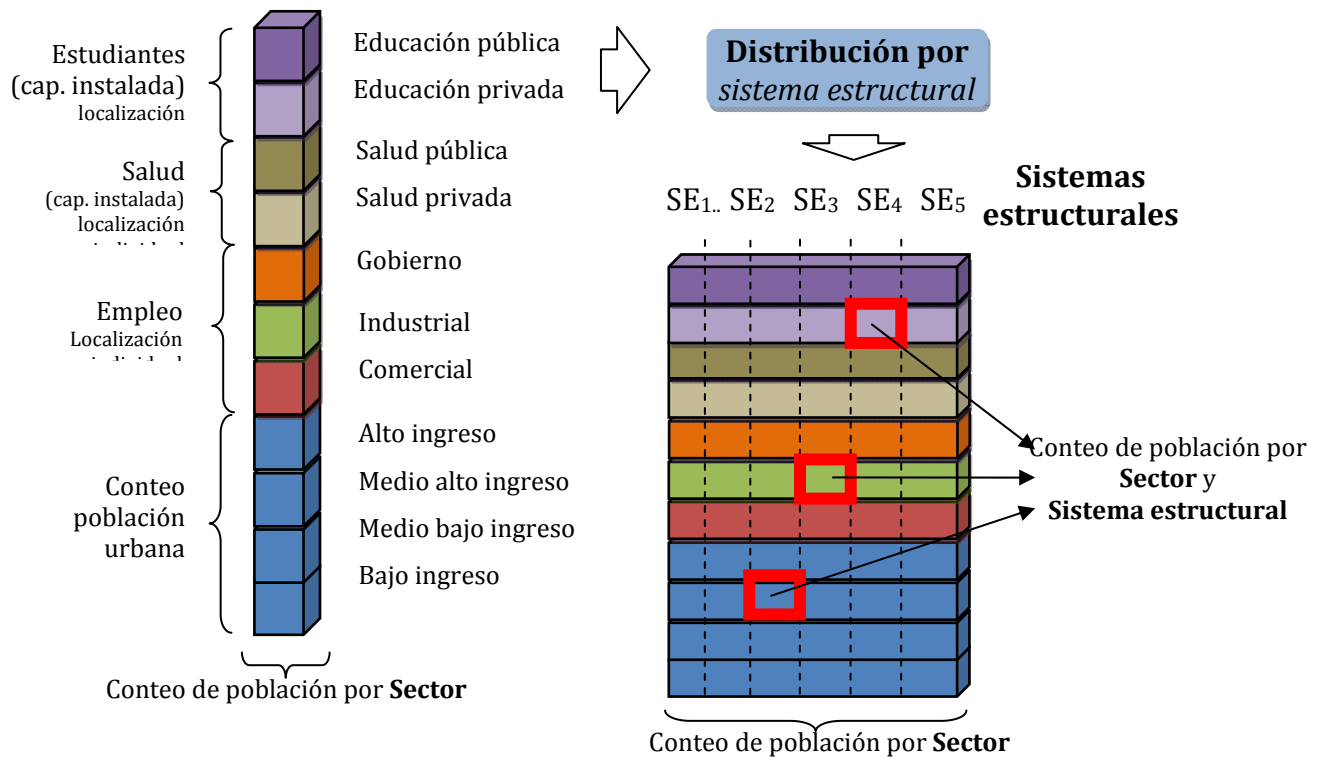 Estudiantes
(cap. instalada)
localización
Salud
(cap. instalada)
localización
Empleo
Localización
Conteo
población
urbana
Educación pública
Educación privada
Salud pública
Salud privada
Gobierno
Industrial
Comercial
Alto ingreso
Medio alto ingreso
Medio bajo ingreso
Bajo ingreso
Conteo de población por Sector
Distribución por
sistema estructural
Sistemas
estructurales
SE1.. SE2 SE3 SE4 SE5
Conteo de población por
Sector y
Sistema estructural
Conteo de población por Sector